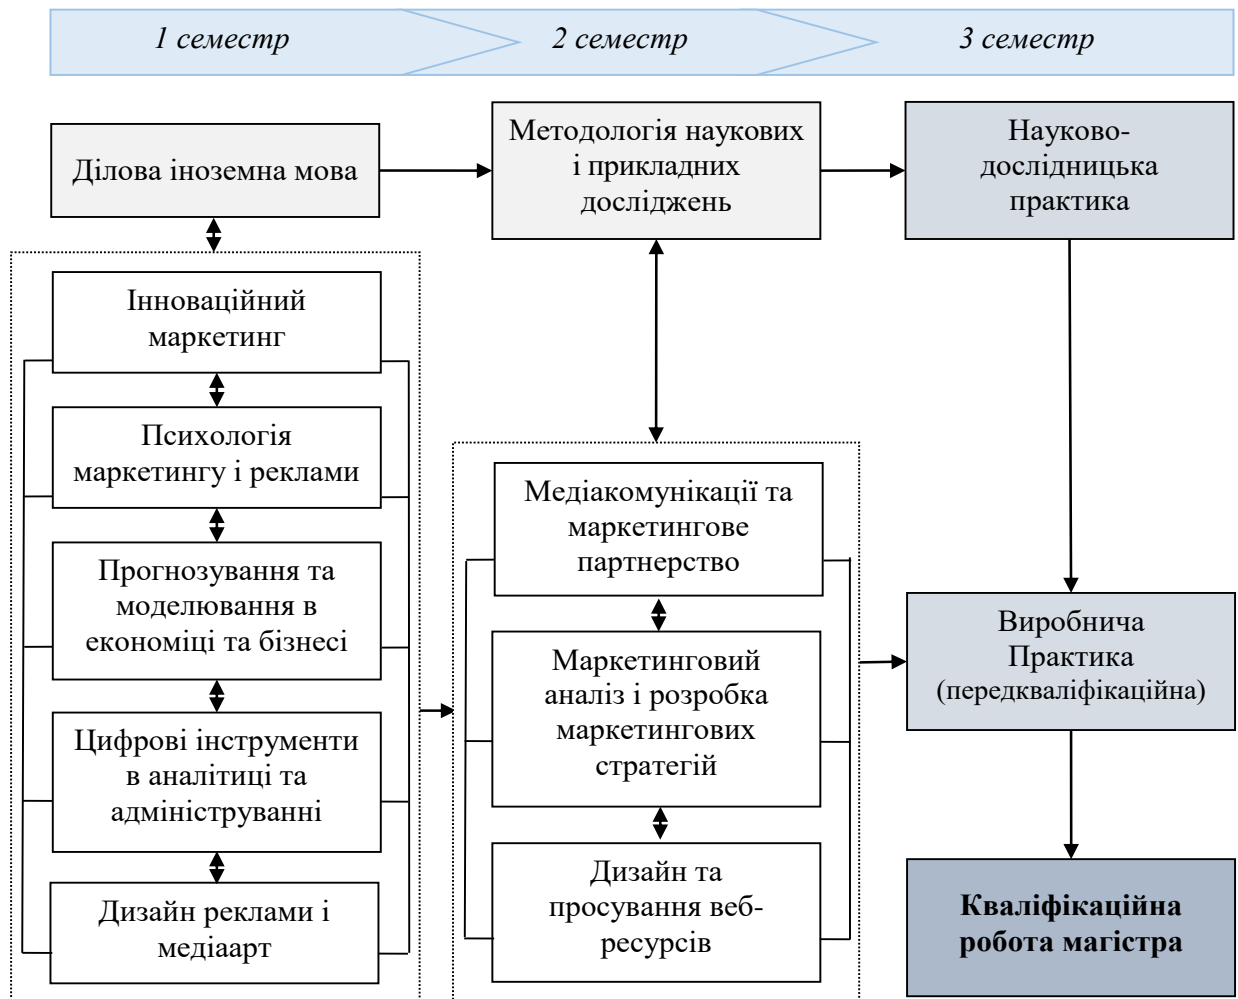 1 семестр
2 семестр
3 семестр
Ділова іноземна мова
Методологія наукових
і прикладних
досліджень
Науково-
дослідницька
практика
Інноваційний
маркетинг
Психологія
маркетингу і реклами
Прогнозування та
моделювання в
економіці та бізнесі
Цифрові інструменти
в аналітиці та
адмініструванні
Дизайн реклами і
медіаарт
Медіакомунікації та
маркетингове
партнерство
Маркетинговий
аналіз і розробка
маркетингових
стратегій
Дизайн та
просування веб-
ресурсів
Виробнича
Практика
(передкваліфікаційна)
Кваліфікаційна
робота магістра